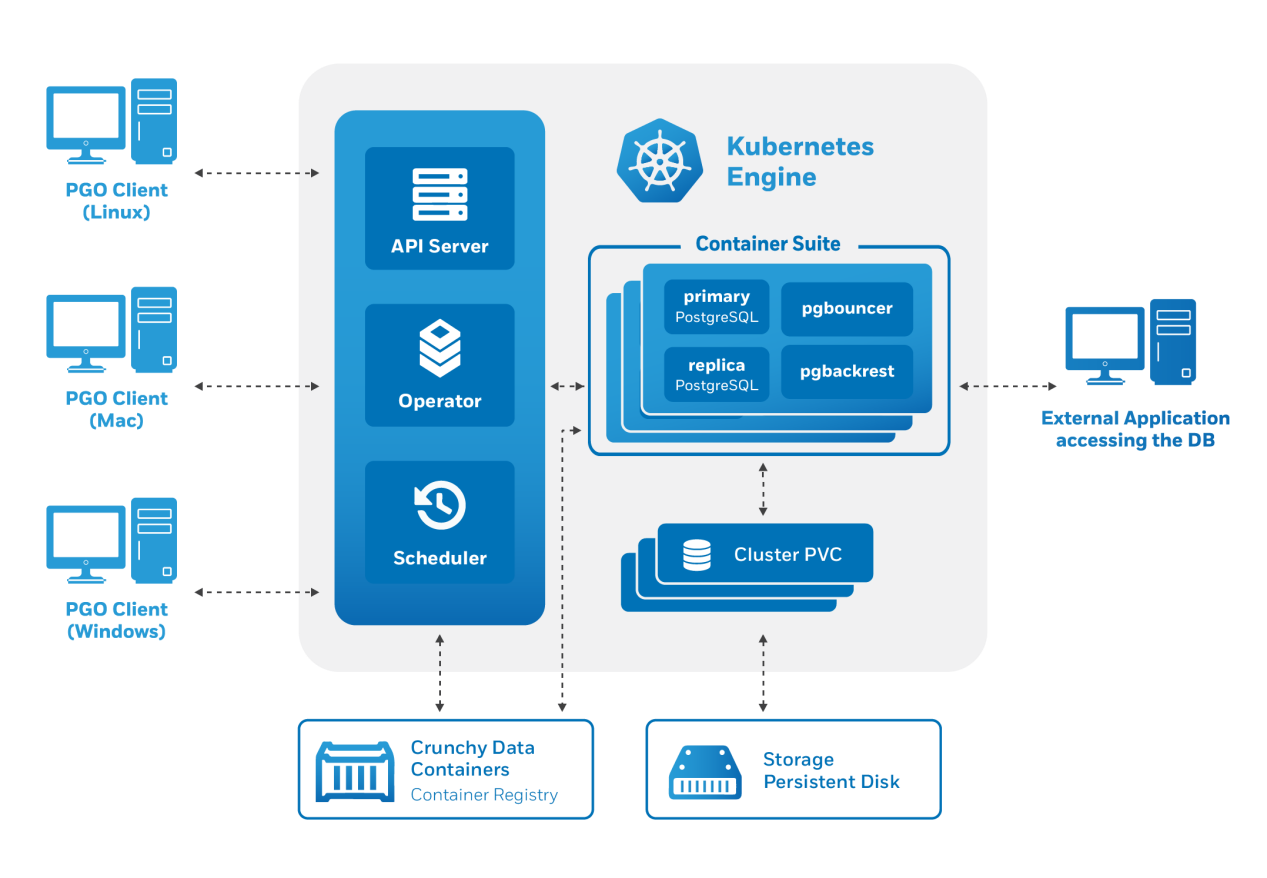 PGO Client
(Linux)
PGO Client
(Mac)
PGO Client
(Windows)
API Server
Operator
Scheduler
Kubernetes
Engine
Container Suite
primary
PostgreSQL
pgbouncer
replica
PostgreSQL
pgbackrest
Cluster PVC
External Application
accessing the DB
Crunchy Data
Containers
Container Registry
Storage
Persistent Disk